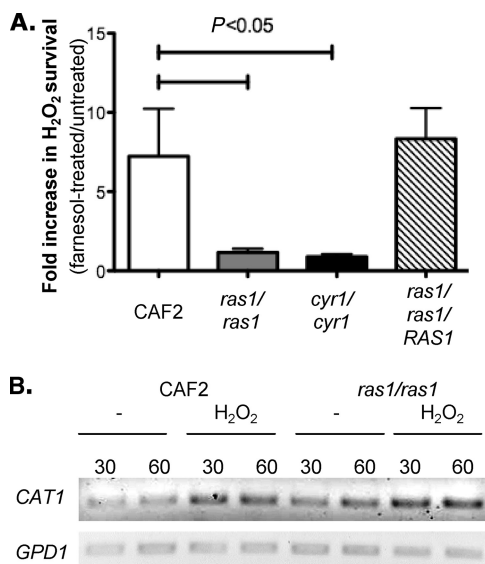 A.
P<0.05
Fold increase in H₂O₂ survival
(farnesol-treated/untreated)
15
10
5
0
CAF2
ras1/
ras1
cyr1/
cyr1
ras1/
ras1/
RAS1
B.
CAF2 ras1/ras1
- H₂O₂ - H₂O₂
30 60 30 60 30 60 30 60
CAT1
GPD1